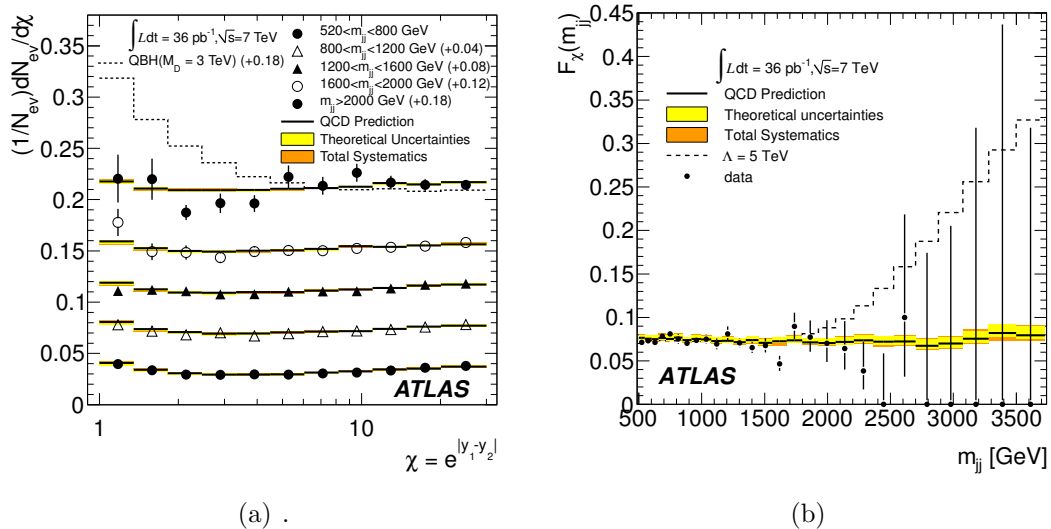 (1/N_ev)dN_ev/dχ
0.35
0.3
0.25
0.2
0.15
0.1
0.05
0
∫Ldt = 36 pb⁻¹,√s=7 TeV
QBH(M_D = 3 TeV) (+0.18)
520<m_jj<800 GeV
800<m_jj<1200 GeV (+0.04)
1200<m_jj<1600 GeV (+0.08)
1600<m_jj<2000 GeV (+0.12)
m_jj>2000 GeV (+0.18)
QCD Prediction
Theoretical Uncertainties
Total Systematics
ATLAS
1 10
χ = e^|y_1-y_2|
(a) .
F_χ(m_jj)
0.45
0.4
0.35
0.3
0.25
0.2
0.15
0.1
0.05
0
∫Ldt = 36 pb⁻¹,√s=7 TeV
QCD Prediction
Theoretical uncertainties
Total Systematics
Λ = 5 TeV
data
ATLAS
500 1000 1500 2000 2500 3000 3500
m_jj [GeV]
(b)